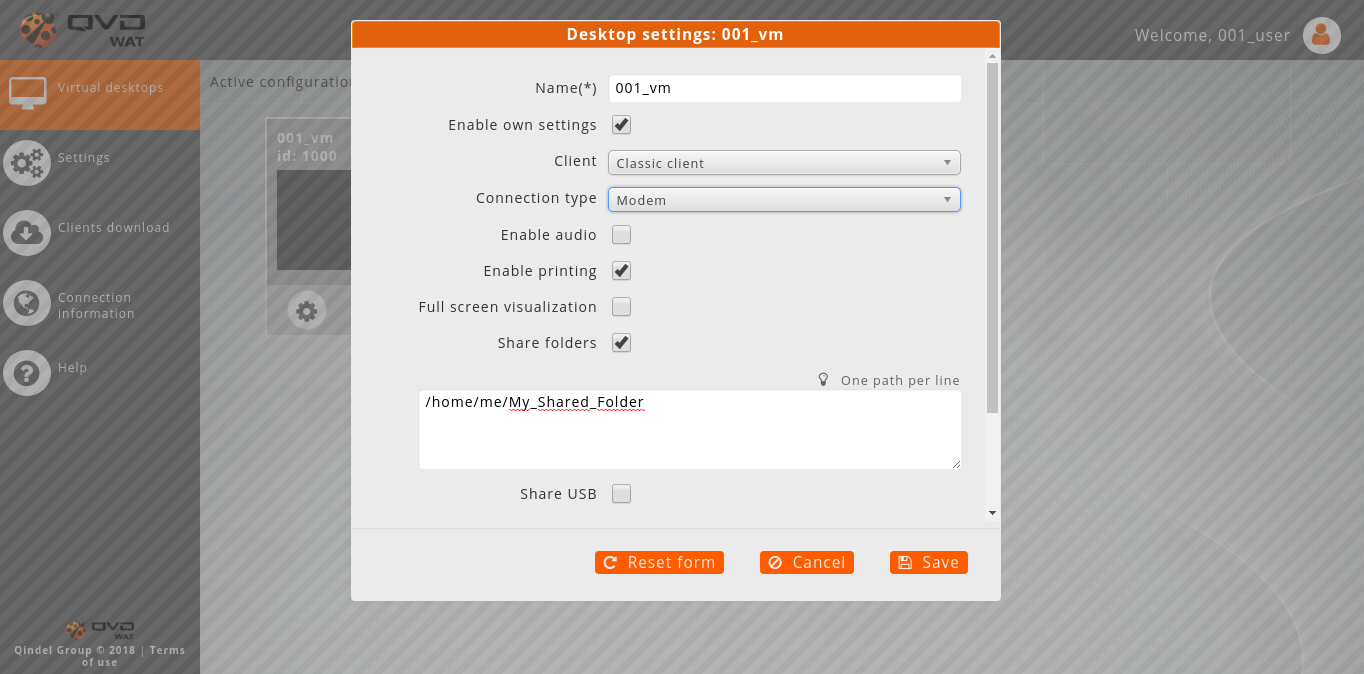 QVD
WAT
Welcome, 001_user
Virtual desktops
Settings
Clients download
Connection
information
Help
Active configuratio
001_vm
id: 1000
Desktop settings: 001_vm
Name(*)
001_vm
Enable own settings
Client
Classic client
Connection type
Modem
Enable audio
Enable printing
Full screen visualization
Share folders
One path per line
/home/me/My_Shared_Folder
Share USB
Reset form
Cancel
Save
QVD
WAT
Qindel Group © 2018 | Terms
of use